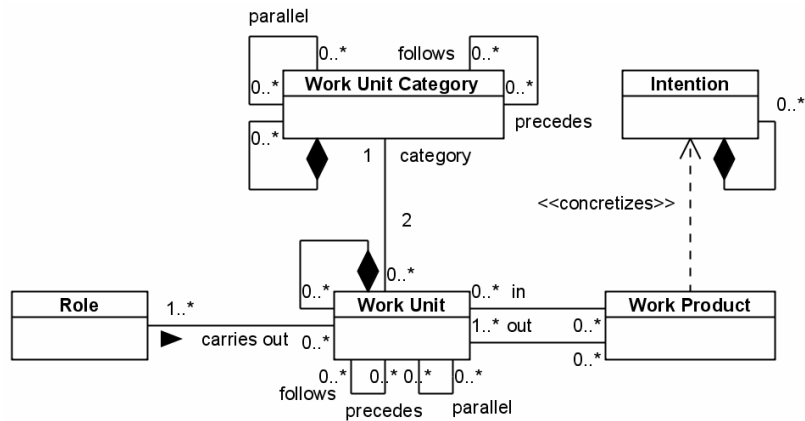 parallel
0..*
follows
0..*
0..*
Work Unit Category
0..*
Intention
0..*
precedes
0..*
1
category
<<concretizes>>
2
0..*
0..*
0..*
in
Role
1..*
Work Unit
Work Product
carries out
0..*
1..*
out
0..*
0..*
0..*
0..*
0..*
0..*
follows
precedes
parallel